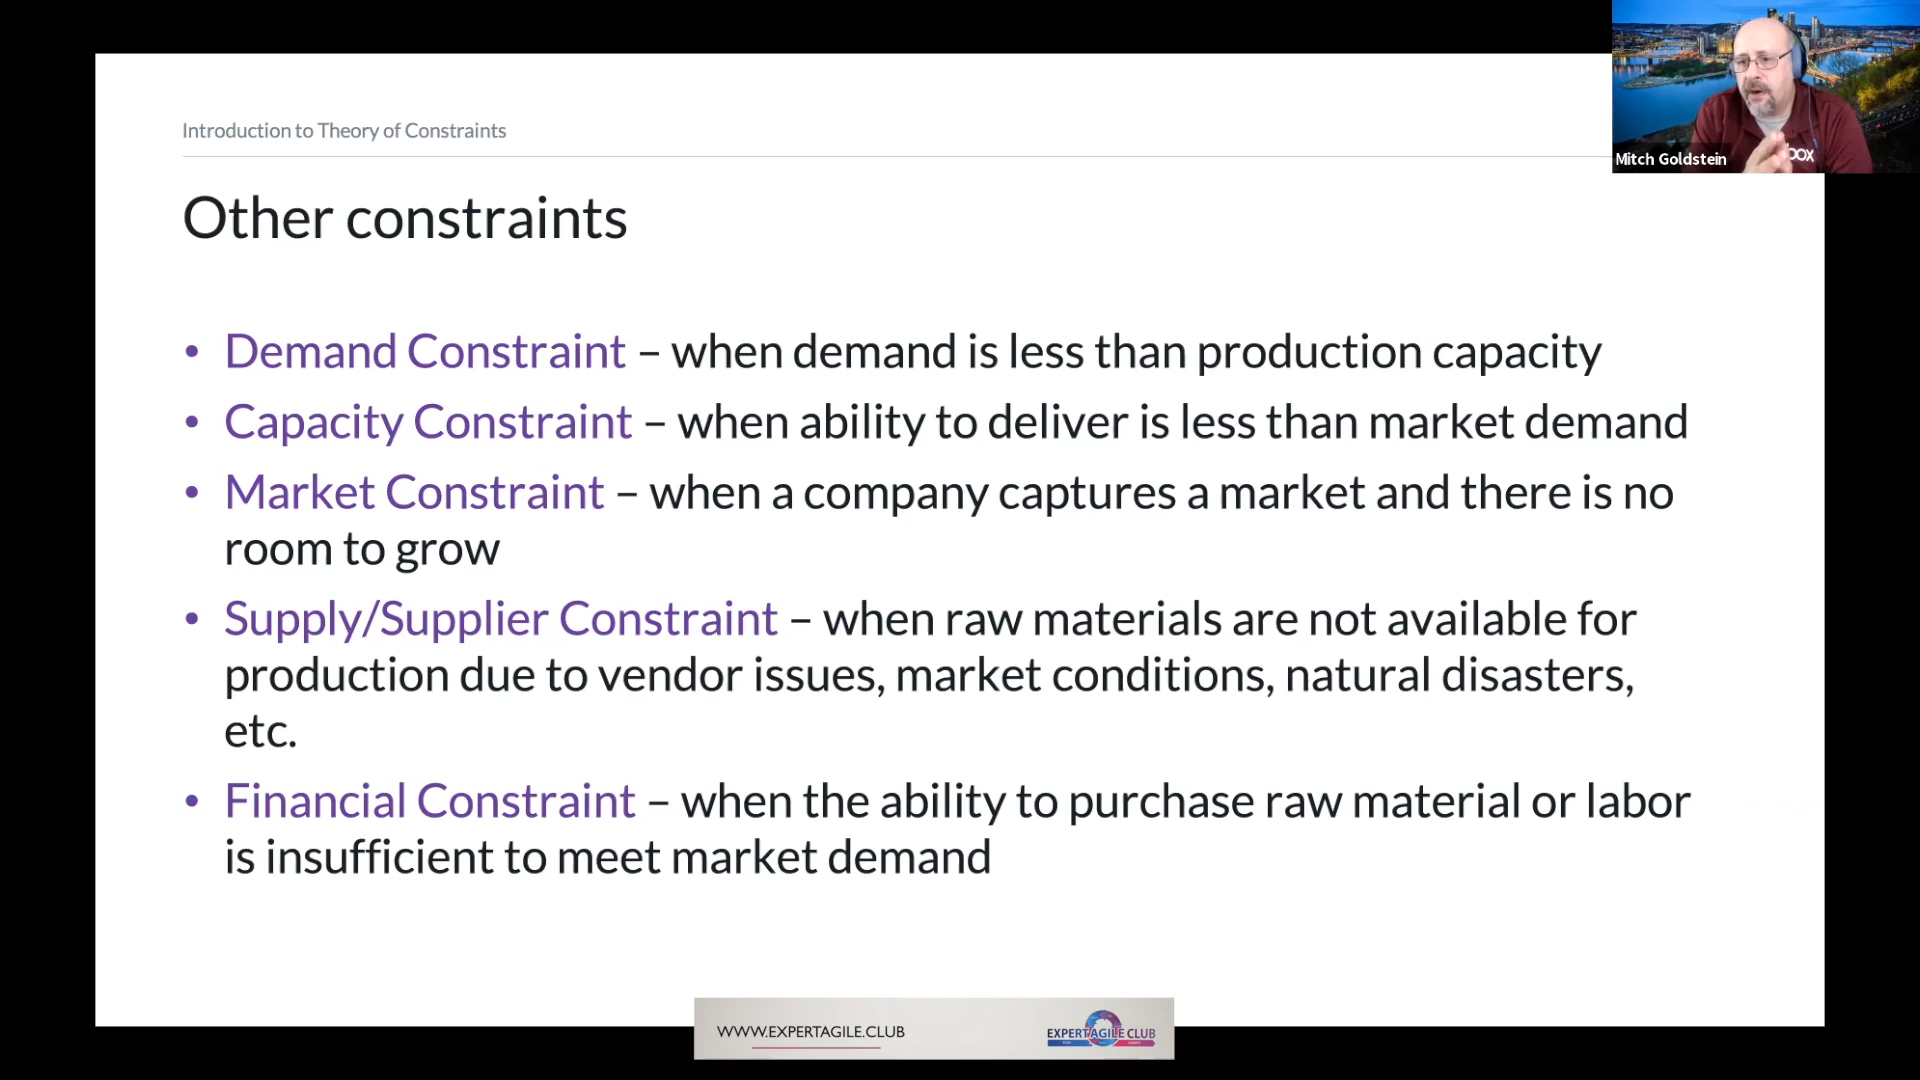 Introduction to Theory of Constraints
Mitch Goldstein
box
Other constraints
• Demand Constraint – when demand is less than production capacity
• Capacity Constraint – when ability to deliver is less than market demand
• Market Constraint – when a company captures a market and there is no
room to grow
• Supply/Supplier Constraint – when raw materials are not available for
production due to vendor issues, market conditions, natural disasters,
etc.
• Financial Constraint – when the ability to purchase raw material or labor
is insufficient to meet market demand
WWW.EXPERTAGILE.CLUB
EXPERT AGILE CLUB